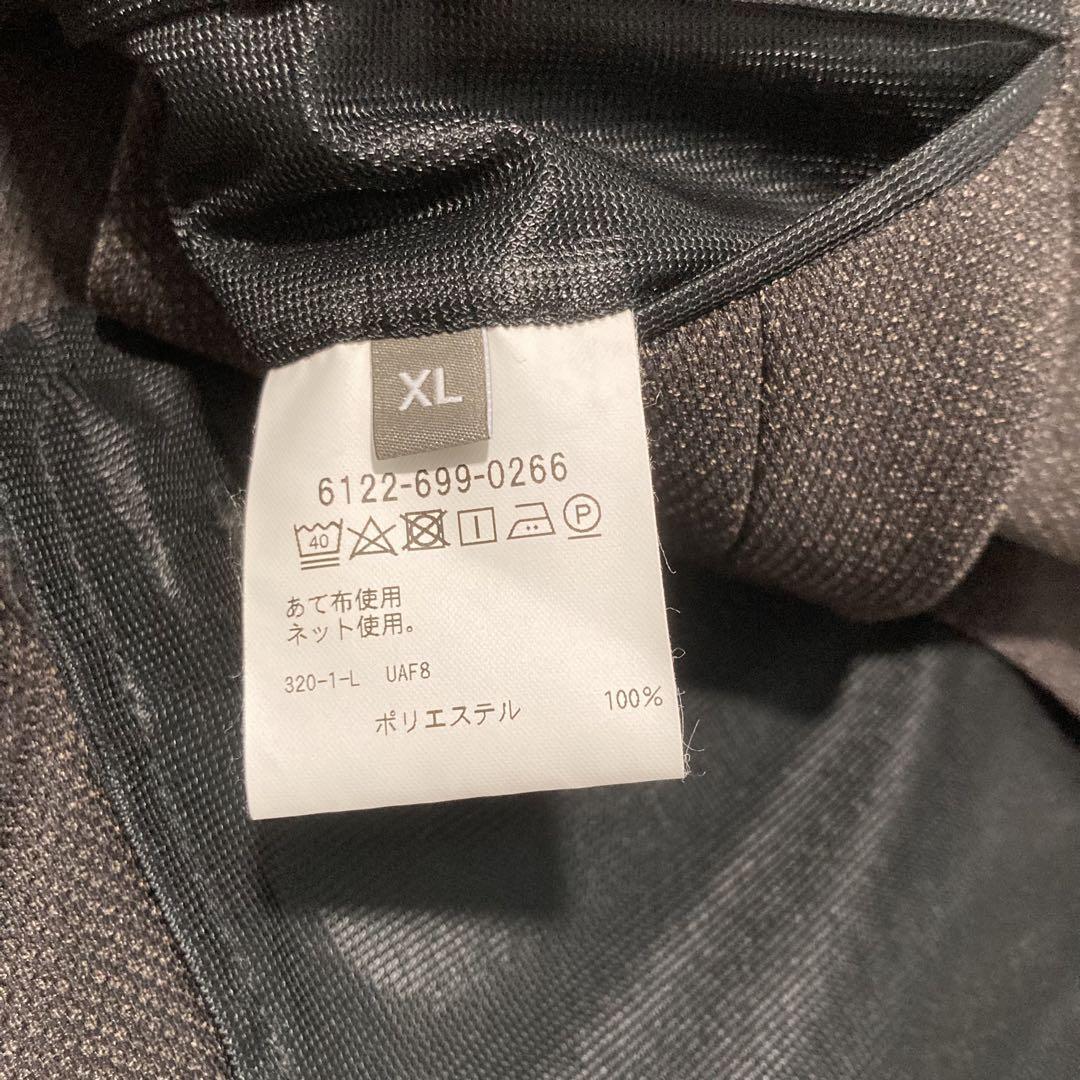 XL
6122-699-0266
40 P
あて布使用
ネット使用。
320-1-L UAF8
ポリエステル 100%